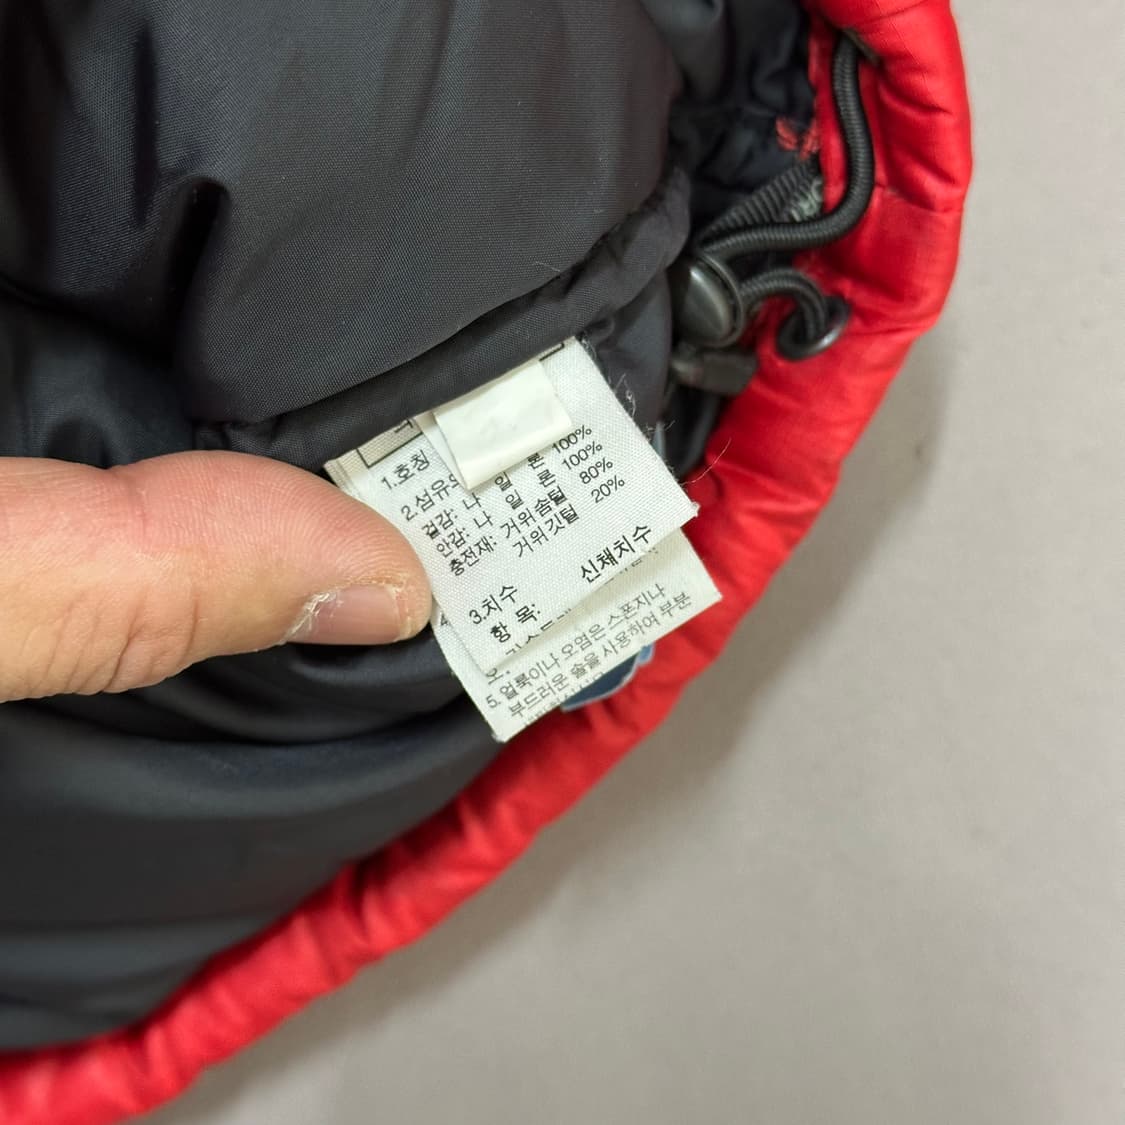 1.호칭
2.섬유의
겉감: 나 일 론 100%
안감: 나 일 론 100%
충전재: 거위솜털 80%
거위깃털 20%
3.치수 신체치수
항 목:
5. 얼룩이나 오염은 스폰지나
부드러운 솔을 사용하여 부분